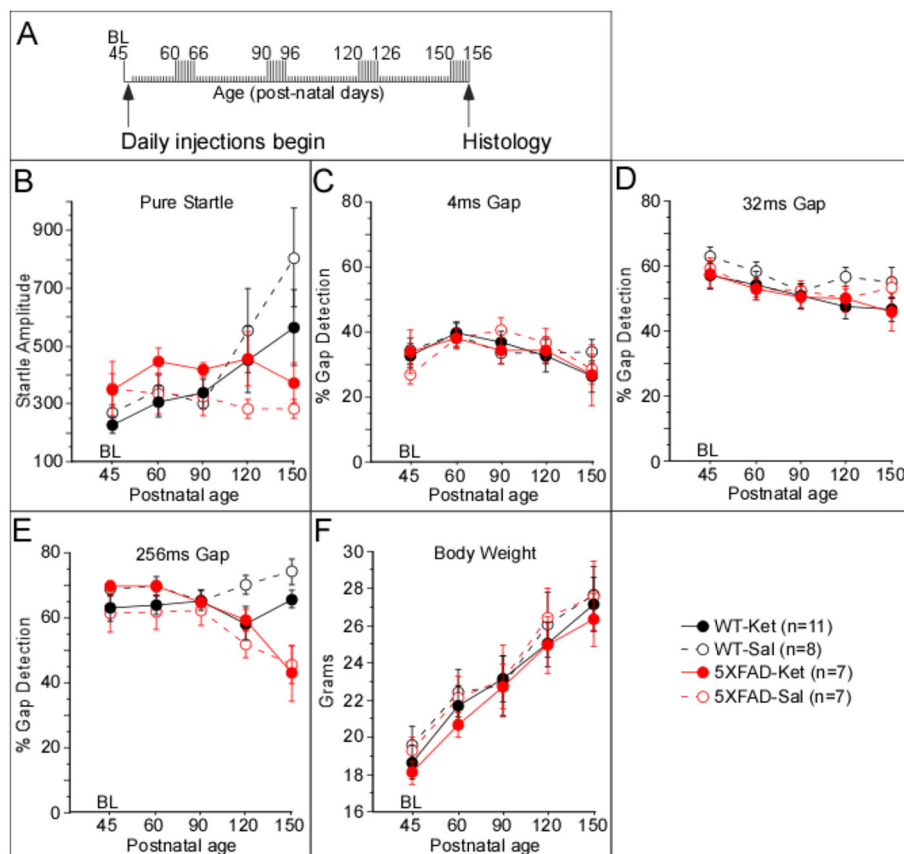 A
BL
45 60 66 90 96 120 126 150 156
Age (post-natal days)
Daily injections begin Histology
B
Pure Startle
Startle Amplitude
900
700
500
300
100
BL
45 60 90 120 150
Postnatal age
C
4ms Gap
% Gap Detection
80
60
40
20
0
BL
45 60 90 120 150
Postnatal age
D
32ms Gap
% Gap Detection
80
60
40
20
0
BL
45 60 90 120 150
Postnatal age
E
256ms Gap
% Gap Detection
80
60
40
20
0
BL
45 60 90 120 150
Postnatal age
F
Body Weight
Grams
30
28
26
24
22
20
18
16
BL
45 60 90 120 150
Postnatal age
WT-Ket (n=11)
WT-Sal (n=8)
5XFAD-Ket (n=7)
5XFAD-Sal (n=7)